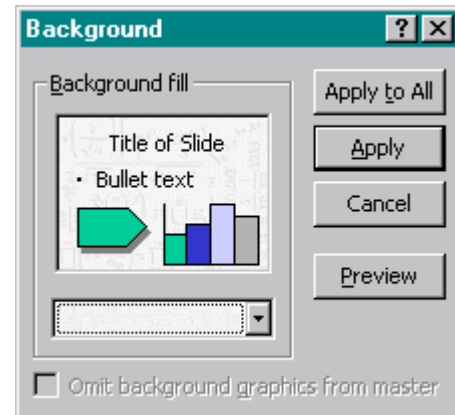 Background
Background fill
Title of Slide
• Bullet text
Apply to All
Apply
Cancel
Preview
Omit background graphics from master